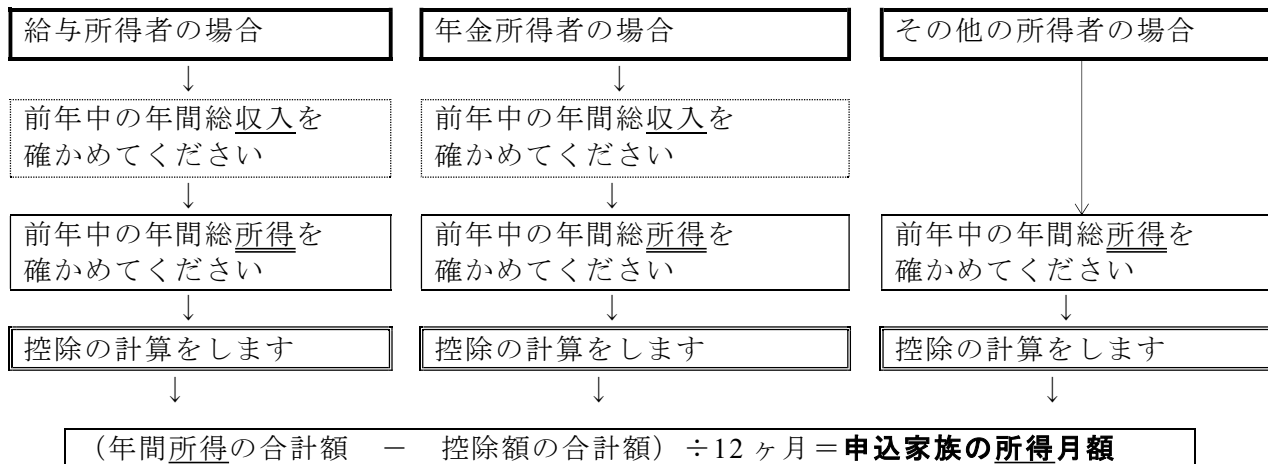 給与所得者の場合
↓
前年中の年間総収入を
確かめてください
↓
前年中の年間総所得を
確かめてください
↓
控除の計算をします
↓
年金所得者の場合
↓
前年中の年間総収入を
確かめてください
↓
前年中の年間総所得を
確かめてください
↓
控除の計算をします
↓
その他の所得者の場合
前年中の年間総所得を
確かめてください
↓
控除の計算をします
↓
（年間所得の合計額　－　控除額の合計額）÷12 ヶ月＝申込家族の所得月額